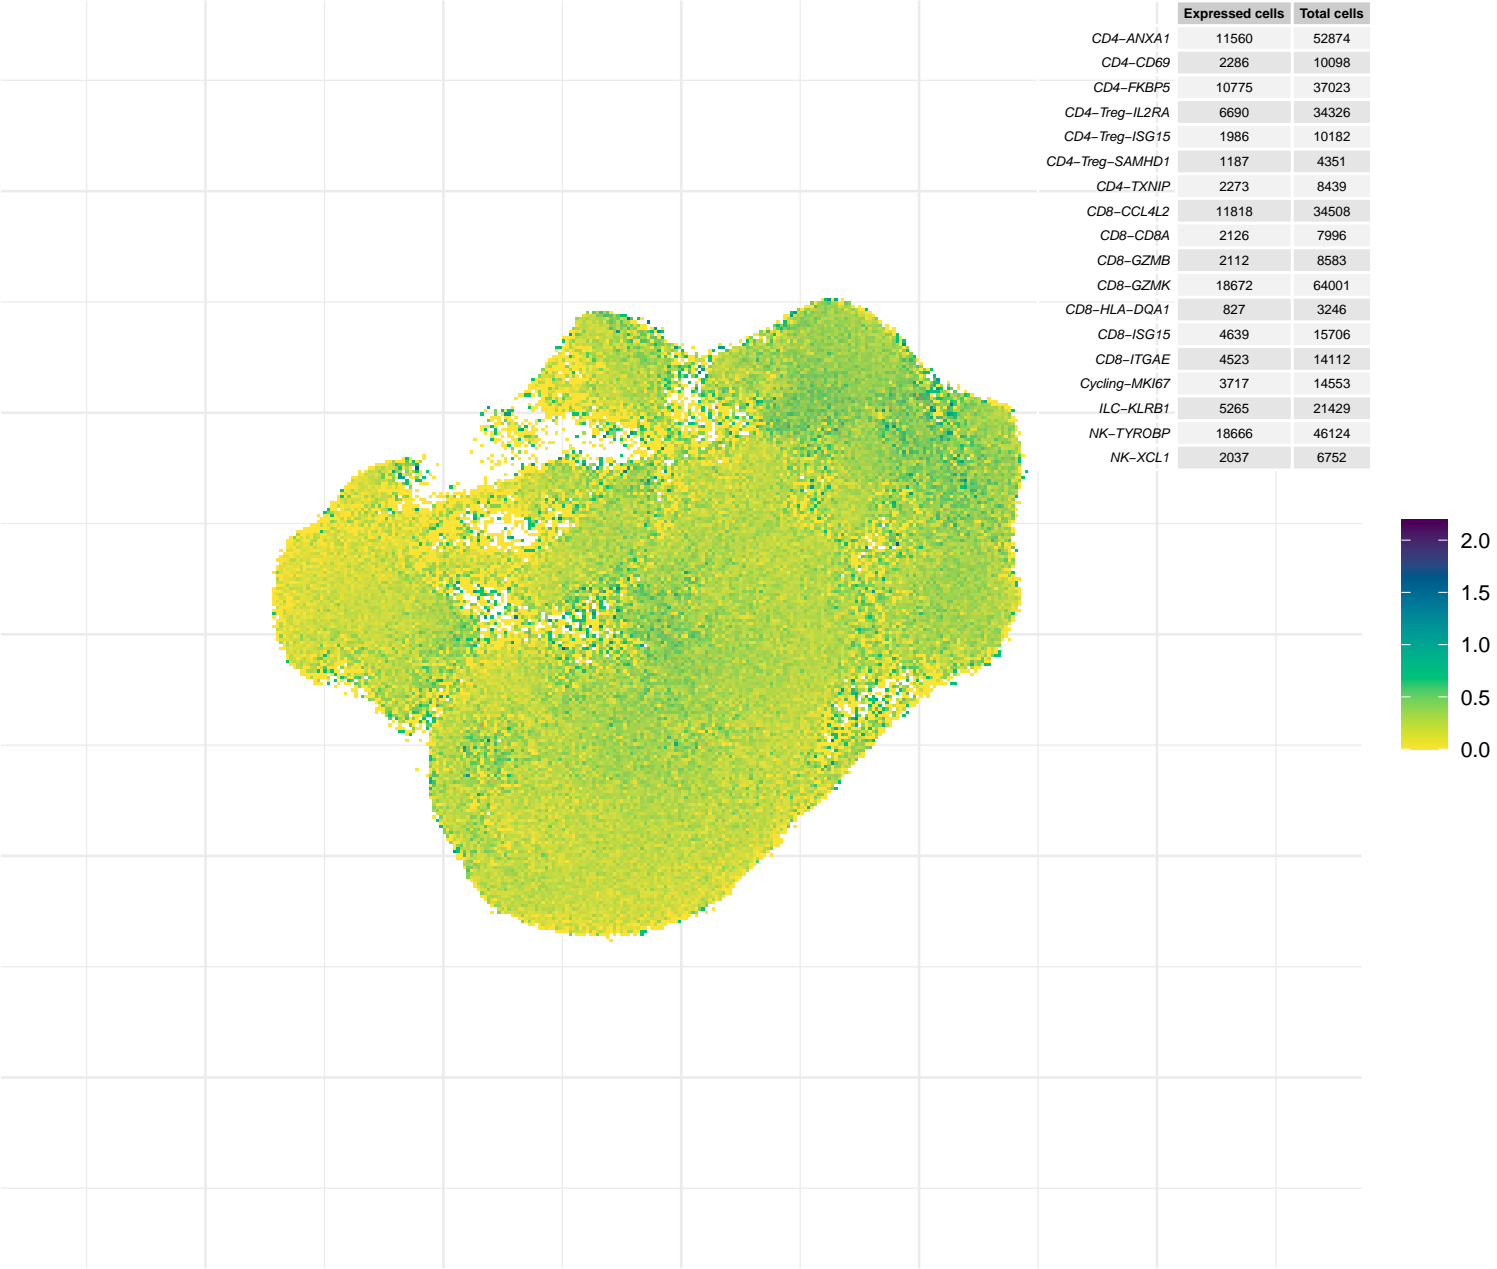 Expressed cells Total cells
CD4−ANXA1 11560 52874
CD4−CD69 2286 10098
CD4−FKBP5 10775 37023
CD4−Treg−IL2RA 6690 34326
CD4−Treg−ISG15 1986 10182
CD4−Treg−SAMHD1 1187 4351
CD4−TXNIP 2273 8439
CD8−CCL4L2 11818 34508
CD8−CD8A 2126 7996
CD8−GZMB 2112 8583
CD8−GZMK 18672 64001
CD8−HLA−DQA1 827 3246
CD8−ISG15 4639 15706
CD8−ITGAE 4523 14112
Cycling−MKI67 3717 14553
ILC−KLRB1 5265 21429
NK−TYROBP 18666 46124
NK−XCL1 2037 6752
2.0
1.5
1.0
0.5
0.0